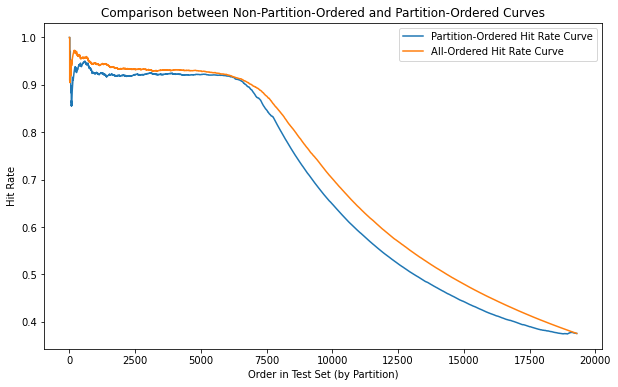 Comparison between Non-Partition-Ordered and Partition-Ordered Curves
Partition-Ordered Hit Rate Curve
All-Ordered Hit Rate Curve
Hit Rate
1.0
0.9
0.8
0.7
0.6
0.5
0.4
0 2500 5000 7500 10000 12500 15000 17500 20000
Order in Test Set (by Partition)